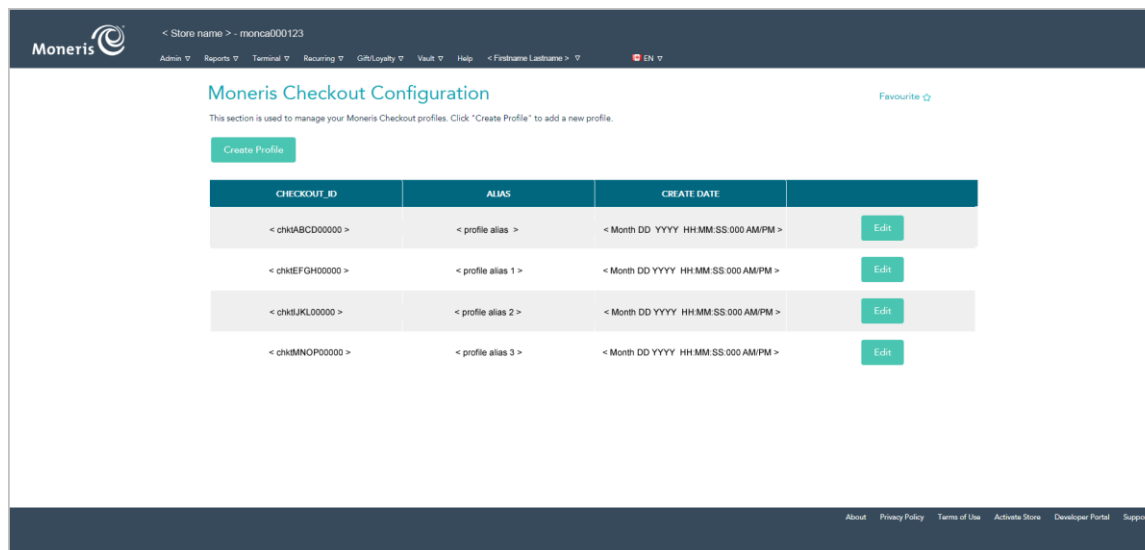 Moneris
< Store name > - monca000123
Admin Reports Terminal Recurring Gift/Loyalty Vault Help < Firstname Lastname > EN
Moneris Checkout Configuration
Favourite
This section is used to manage your Moneris Checkout profiles. Click "Create Profile" to add a new profile.
Create Profile
CHECKOUT_ID ALIAS CREATE DATE
< chktABCD00000 > < profile alias > < Month DD YYYY HH:MM:SS:000 AM/PM > Edit
< chktEFGH00000 > < profile alias 1 > < Month DD YYYY HH:MM:SS:000 AM/PM > Edit
< chktIJKL00000 > < profile alias 2 > < Month DD YYYY HH:MM:SS:000 AM/PM > Edit
< chktMNOP00000 > < profile alias 3 > < Month DD YYYY HH:MM:SS:000 AM/PM > Edit
About Privacy Policy Terms of Use Activate Store Developer Portal Suppo